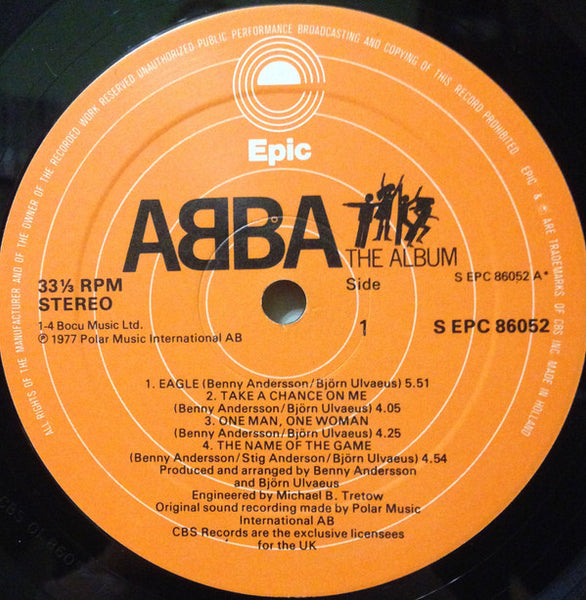 ALL RIGHTS OF THE MANUFACTURER AND OF THE OWNER OF THE RECORDED WORK RESERVED UNAUTHORIZED PUBLIC PERFORMANCE BROADCASTING AND COPYING OF THIS RECORD PROHIBITED EPIC & ARE TRADEMARKS OF CBS INC. MADE IN HOLLAND
Epic
ABBA
THE ALBUM
33⅓ RPM
STEREO
Side
1
S EPC 86052 A*
S EPC 86052
1-4 Bocu Music Ltd.
℗ 1977 Polar Music International AB
1. EAGLE (Benny Andersson/Björn Ulvaeus) 5.51
2. TAKE A CHANCE ON ME
(Benny Andersson/Björn Ulvaeus) 4.05
3. ONE MAN, ONE WOMAN
(Benny Andersson/Björn Ulvaeus) 4.25
4. THE NAME OF THE GAME
(Benny Andersson/Stig Anderson/Björn Ulvaeus) 4.54
Produced and arranged by Benny Andersson
and Björn Ulvaeus
Engineered by Michael B. Tretow
Original sound recording made by Polar Music
International AB
CBS Records are the exclusive licensees
for the UK